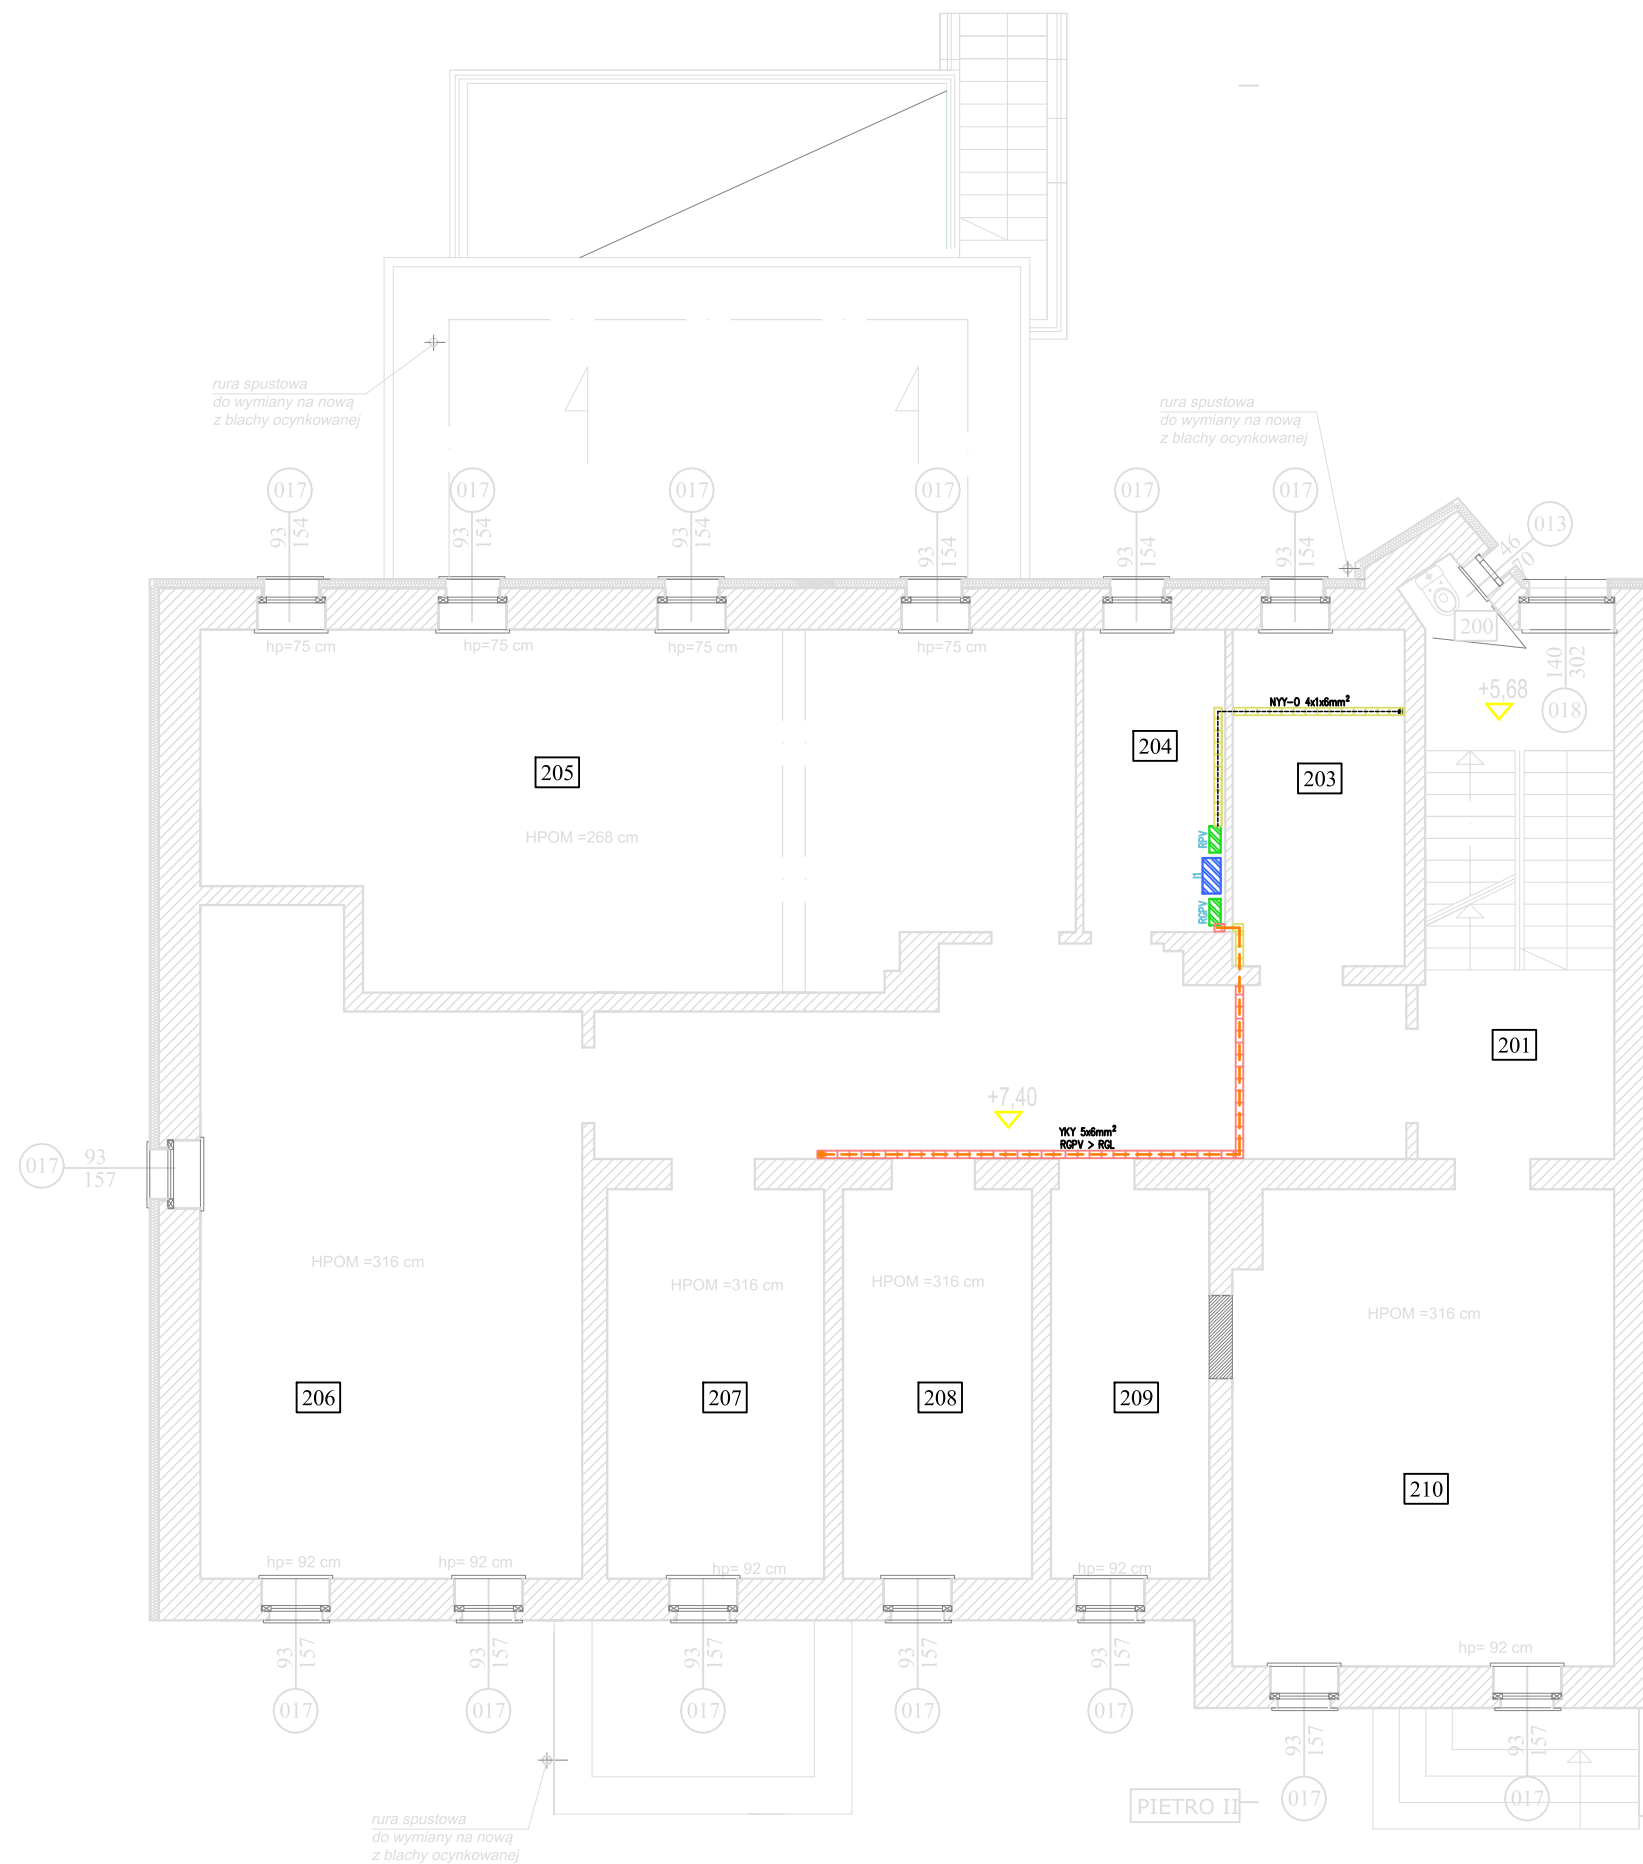 rura spustowa
do wymiany na nową
z blachy ocynkowanej
rura spustowa
do wymiany na nową
z blachy ocynkowanej
017
93
154
017
93
154
017
93
154
017
93
154
017
93
154
017
93
154
013
46
70
200
hp=75 cm
hp=75 cm
hp=75 cm
hp=75 cm
140
302
018
+5,68
NYY-O 4x1x6mm²
204
205
203
HPOM =268 cm
RPV
I1
RGPV
201
+7,40
YKY 5x6mm²
RGPV > RGL
017
93
157
HPOM =316 cm
HPOM =316 cm
HPOM =316 cm
HPOM =316 cm
206
207
208
209
210
hp= 92 cm
hp= 92 cm
hp= 92 cm
hp= 92 cm
hp= 92 cm
93
157
017
93
157
017
93
157
017
93
157
017
93
157
017
93
157
017
93
157
017
PIETRO II
rura spustowa
do wymiany na nową
z blachy ocynkowanej